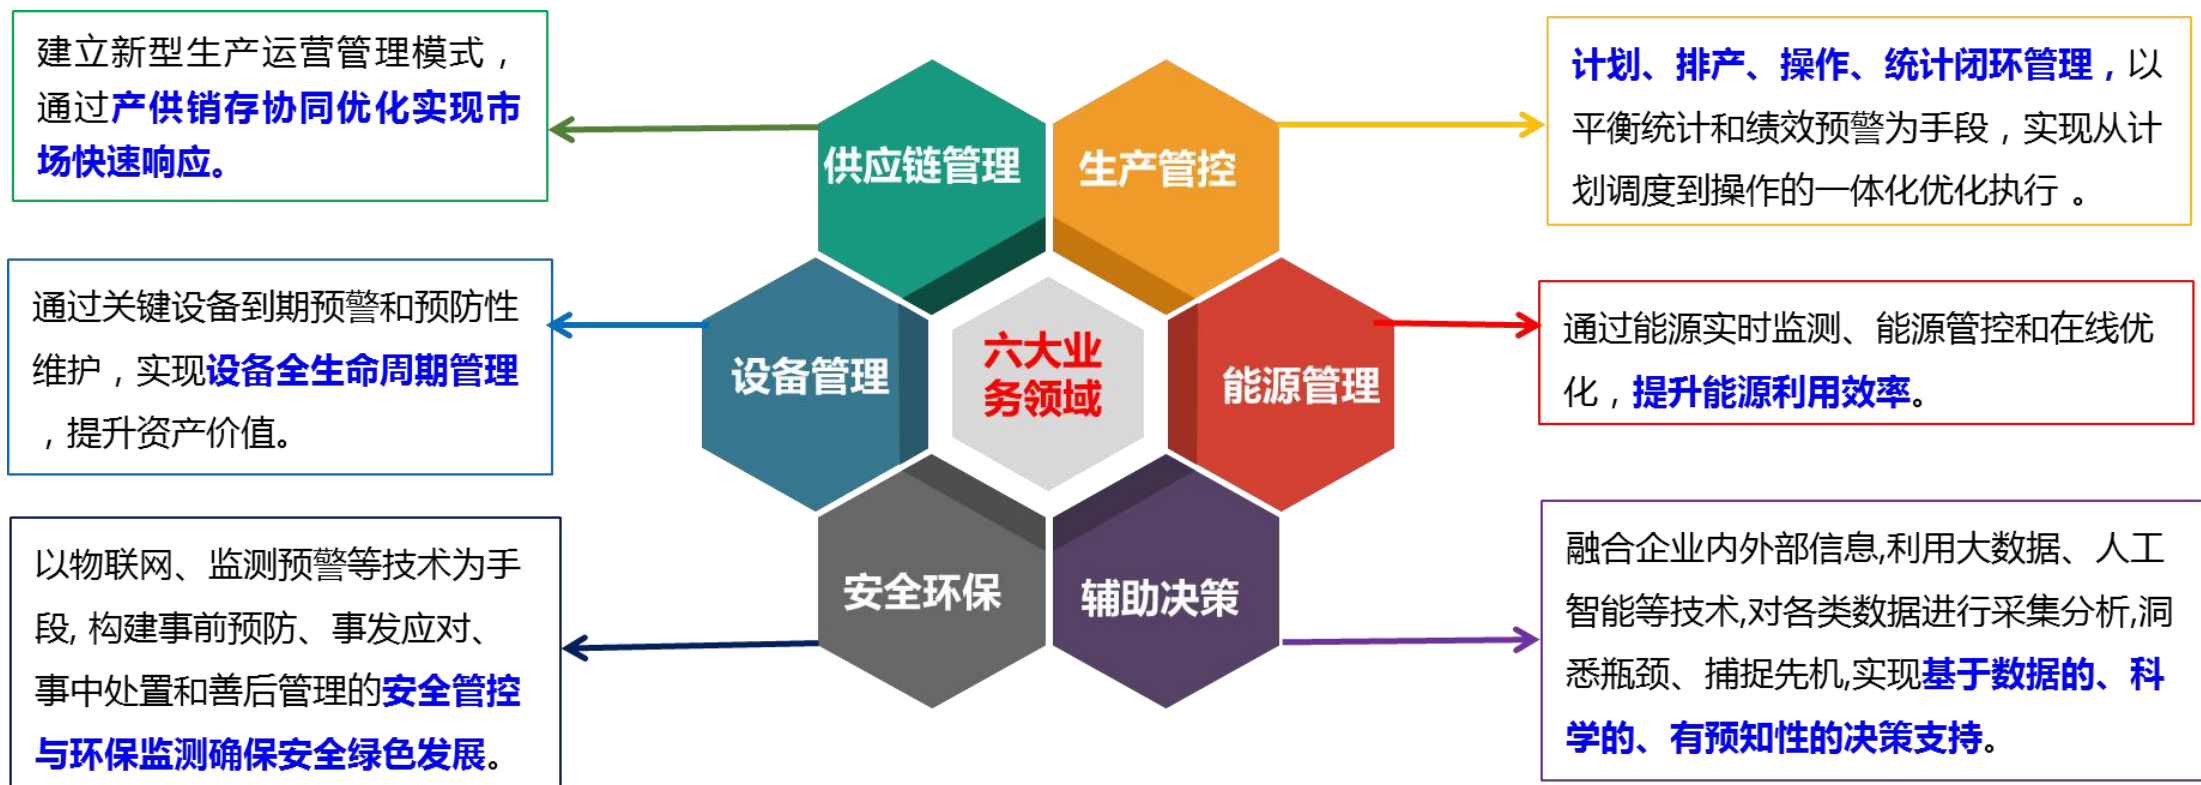 建立新型生产运营管理模式，
通过产供销存协同优化实现市
场快速响应。
通过关键设备到期预警和预防性
维护，实现设备全生命周期管理
，提升资产价值。
以物联网、监测预警等技术为手
段, 构建事前预防、事发应对、
事中处置和善后管理的安全管控
与环保监测确保安全绿色发展。
供应链管理
生产管控
设备管理
六大业
务领域
能源管理
安全环保
辅助决策
计划、排产、操作、统计闭环管理，以
平衡统计和绩效预警为手段，实现从计
划调度到操作的一体化优化执行 。
通过能源实时监测、能源管控和在线优
化，提升能源利用效率。
融合企业内外部信息,利用大数据、人工
智能等技术,对各类数据进行采集分析,洞
悉瓶颈、捕捉先机,实现基于数据的、科
学的、有预知性的决策支持。